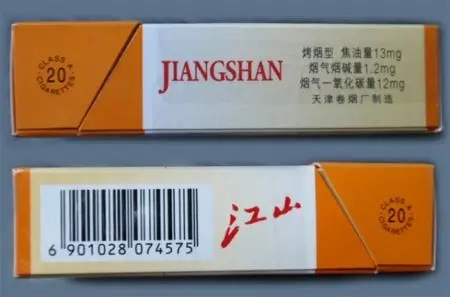 CLASS A
20
CIGARETTES
JIANGSHAN
烤烟型 焦油量13mg
烟气烟碱量1.2mg
烟气一氧化碳量12mg
天津卷烟厂制造
6 901028 074575
江山
CLASS A
20
CIGARETTES